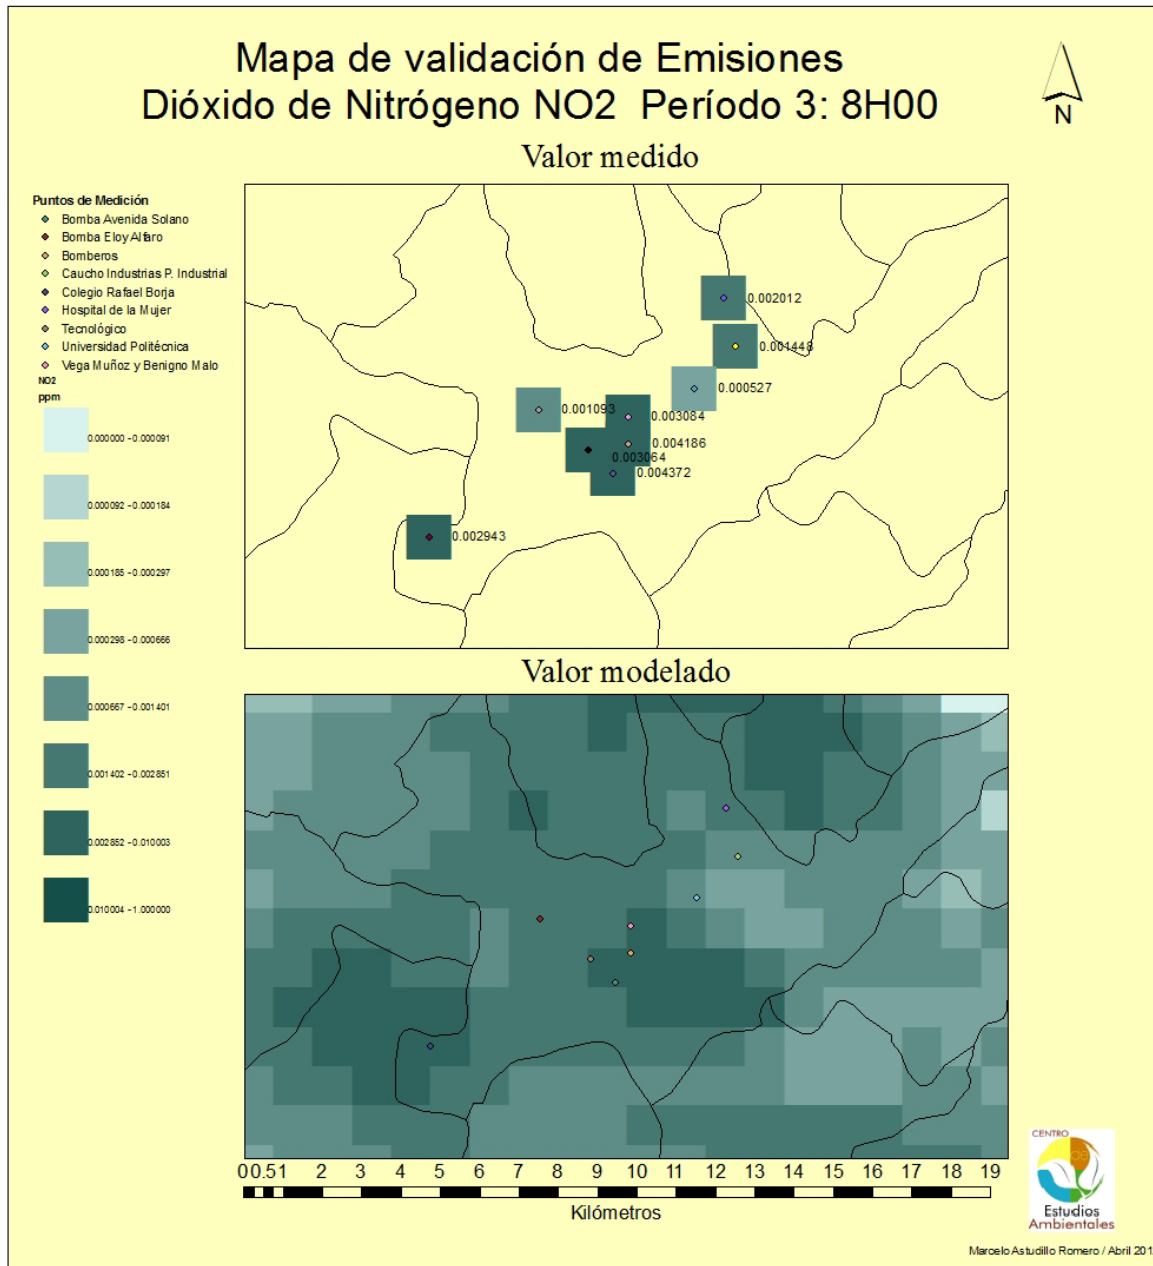 Mapa de validación de Emisiones
Dióxido de Nitrógeno NO2 Período 3: 8H00
N
Valor medido
Puntos de Medición
Bomba Avenida Solano
Bomba Eloy Alfaro
Bomberos
Caucho Industrias P. Industrial
Colegio Rafael Borja
Hospital de la Mujer
Tecnológico
Universidad Politécnica
Vega Muñoz y Benigno Malo
NO2
ppm
0.000000 - 0.000091
0.000092 - 0.000184
0.000185 - 0.000297
0.000298 - 0.000666
0.000667 - 0.001401
0.001402 - 0.002851
0.002852 - 0.010003
0.010004 - 1.000000
0.002012
0.001448
0.000527
0.001093
0.003084
0.004186
0.003064
0.004372
0.002943
Valor modelado
0 0.5 1 2 3 4 5 6 7 8 9 10 11 12 13 14 15 16 17 18 19
Kilómetros
CENTRO
Estudios
Ambientales
Marcelo Astudillo Romero / Abril 201